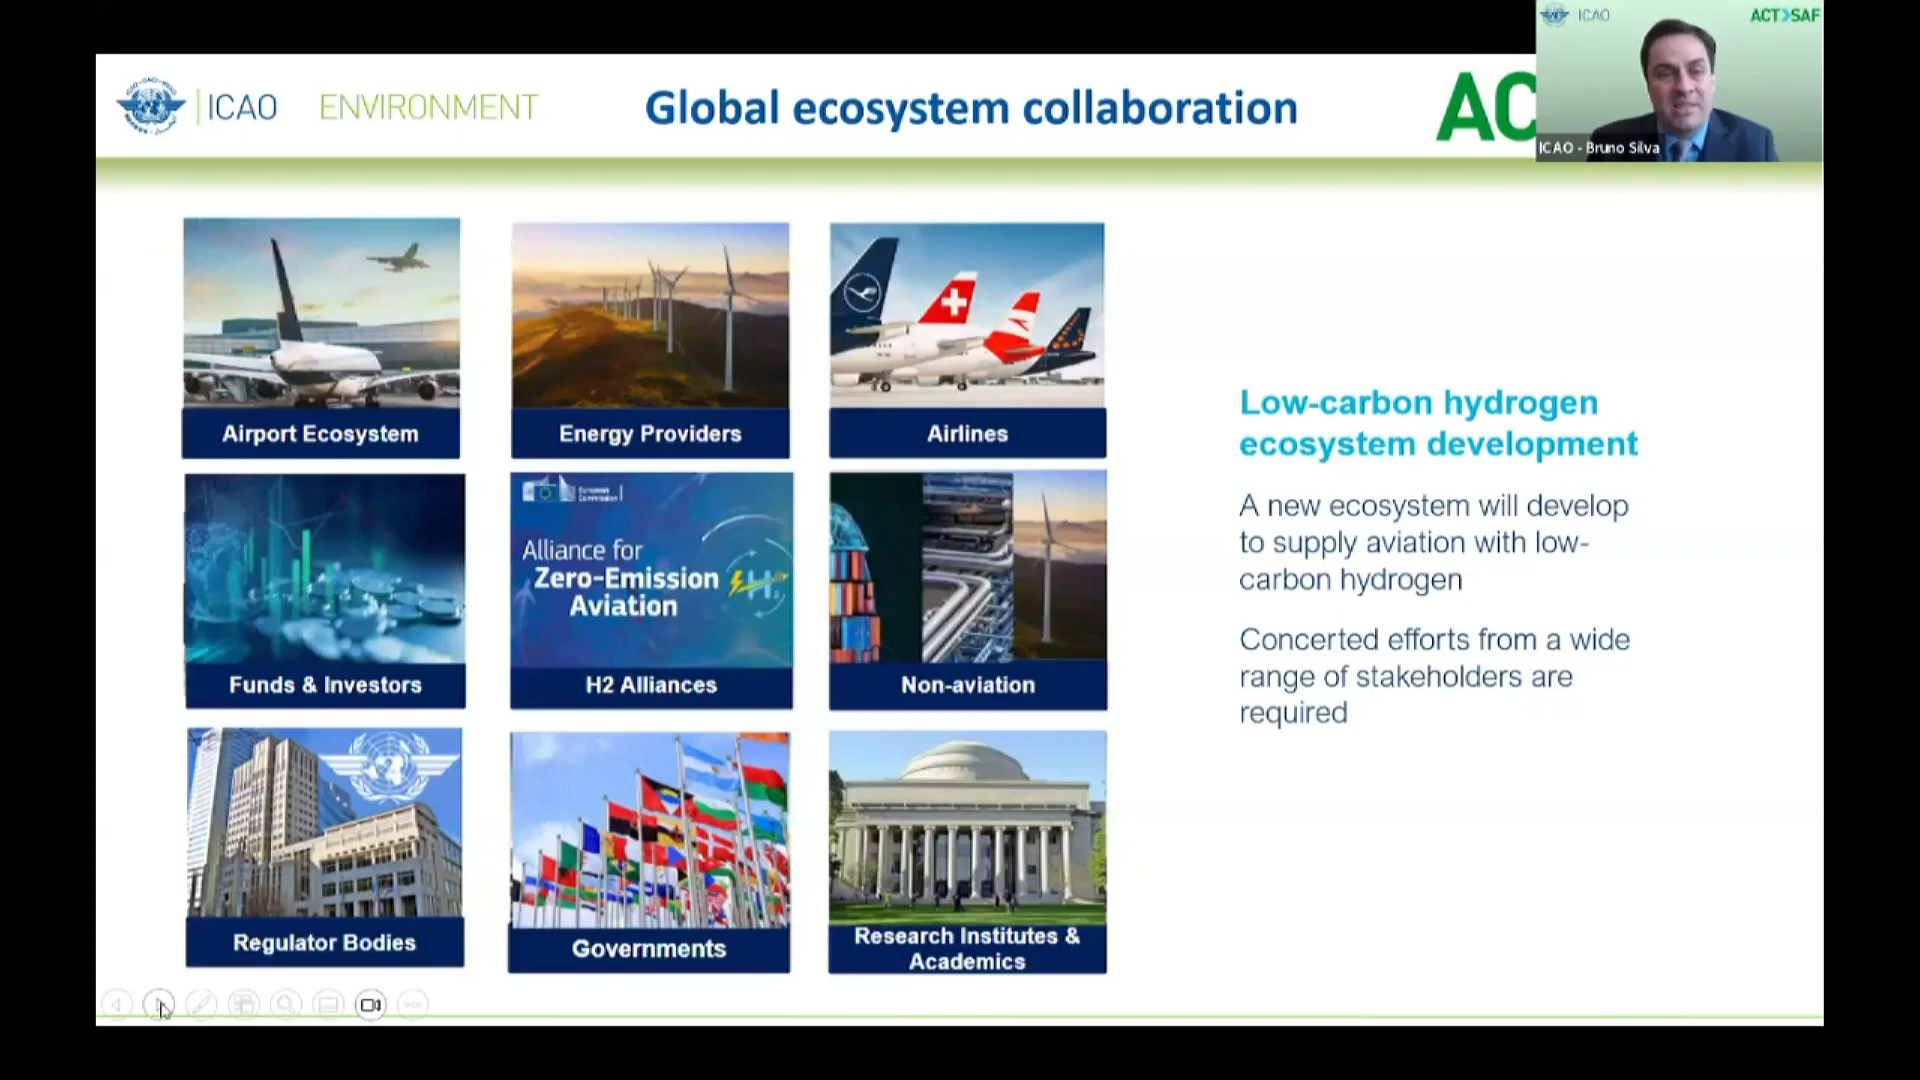 ICAO
ENVIRONMENT
Global ecosystem collaboration
AC
ICAO
ACT SAF
ICAO - Bruno Silva
Airport Ecosystem
Energy Providers
Airlines
European
Commission
Alliance for
Zero-Emission
Aviation
H₂
Funds & Investors
H2 Alliances
Non-aviation
Regulator Bodies
Governments
Research Institutes &
Academics
Low-carbon hydrogen
ecosystem development
A new ecosystem will develop
to supply aviation with low-
carbon hydrogen
Concerted efforts from a wide
range of stakeholders are
required